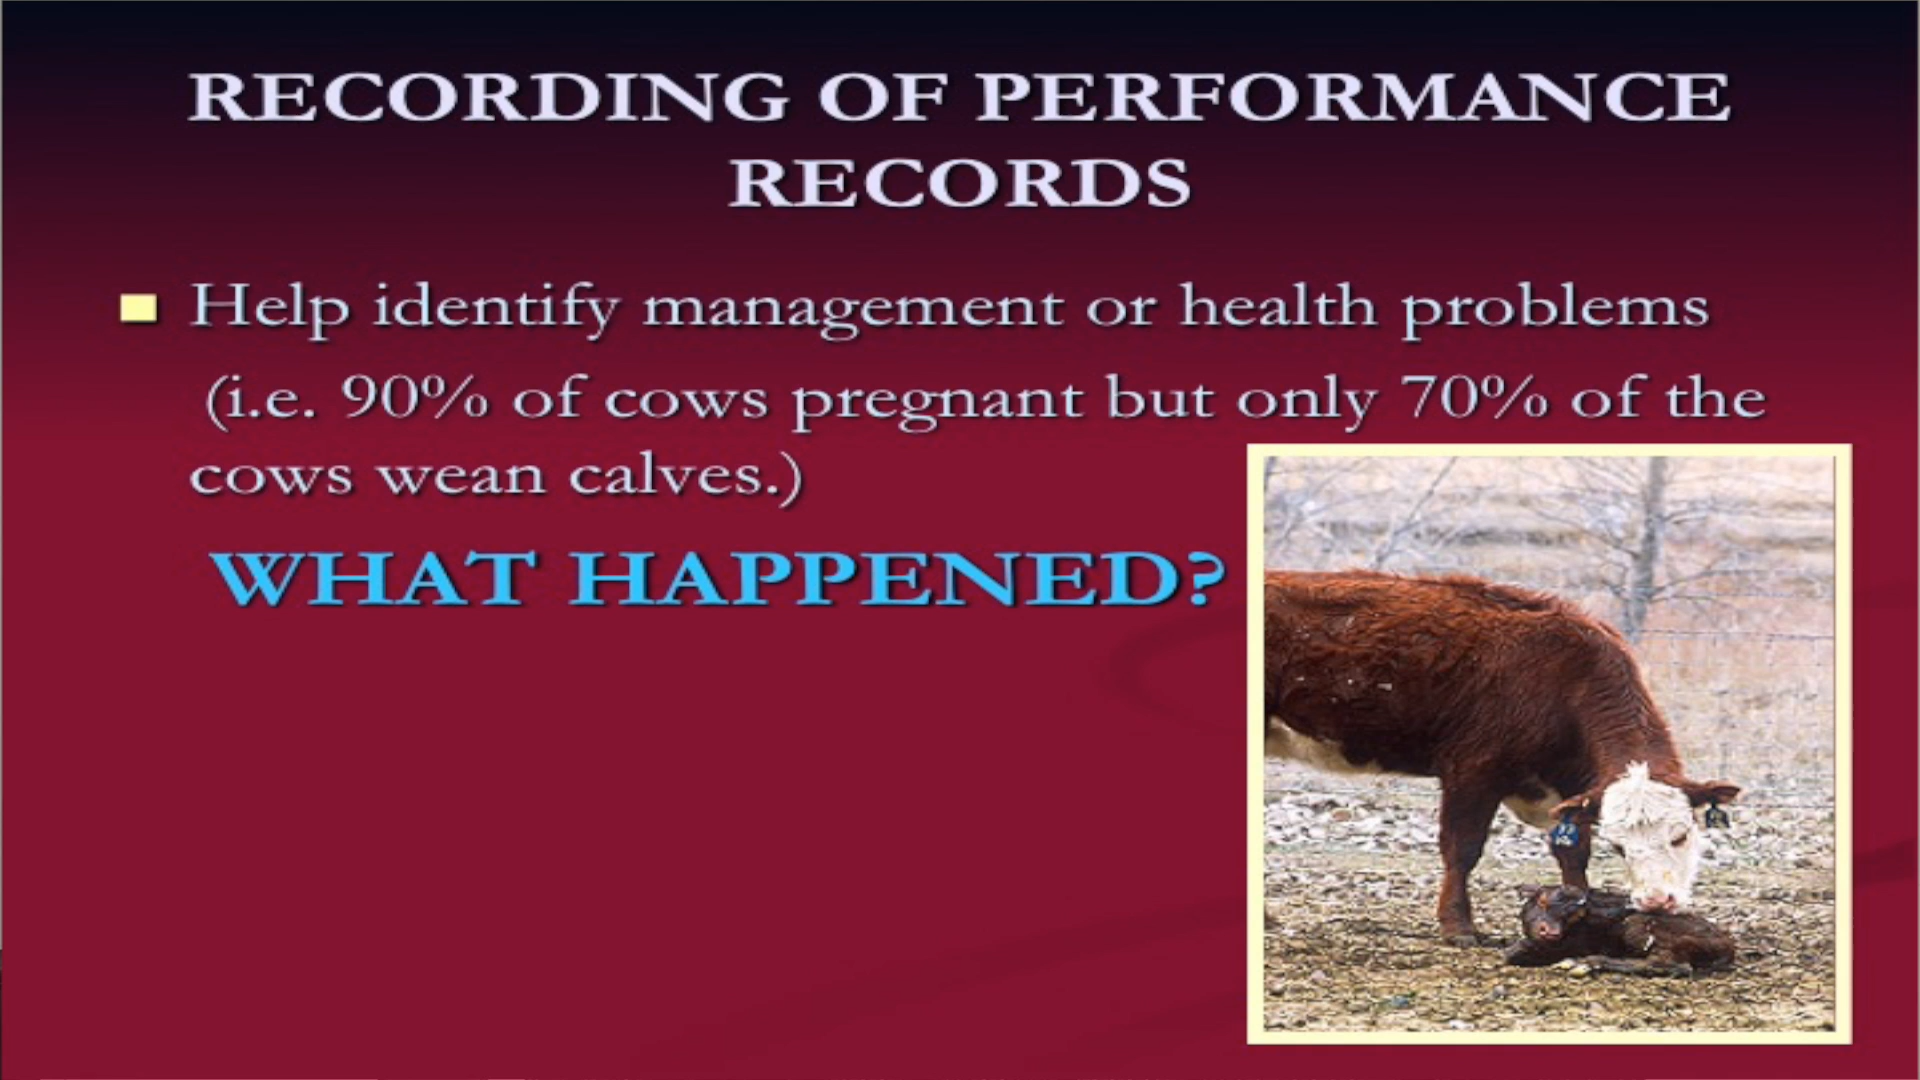 RECORDING OF PERFORMANCE
RECORDS
Help identify management or health problems
(i.e. 90% of cows pregnant but only 70% of the
cows wean calves.)
WHAT HAPPENED?